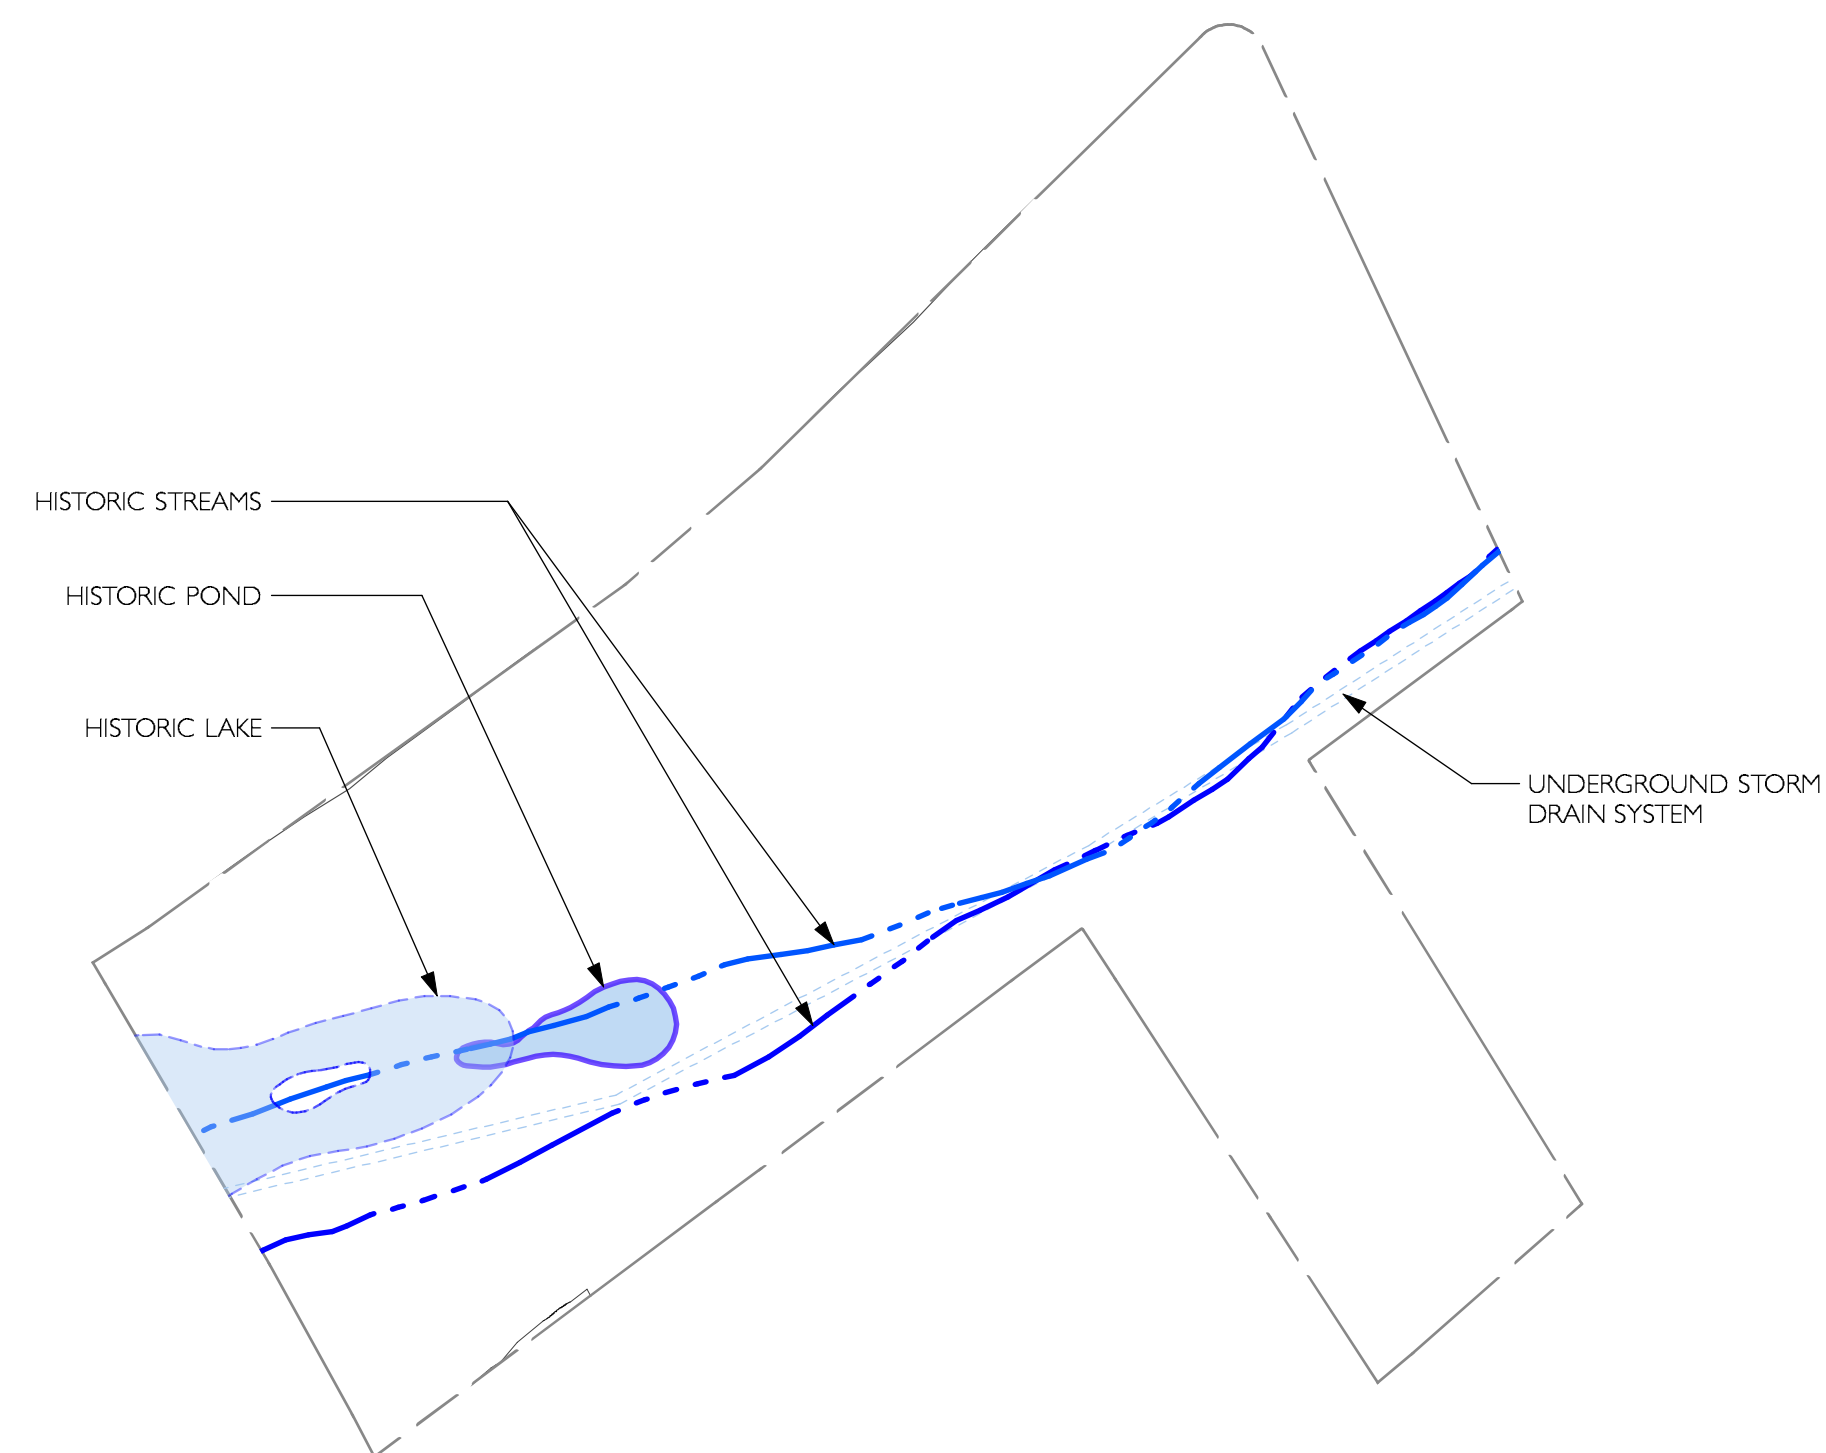 HISTORIC STREAMS
HISTORIC POND
HISTORIC LAKE
UNDERGROUND STORM
DRAIN SYSTEM